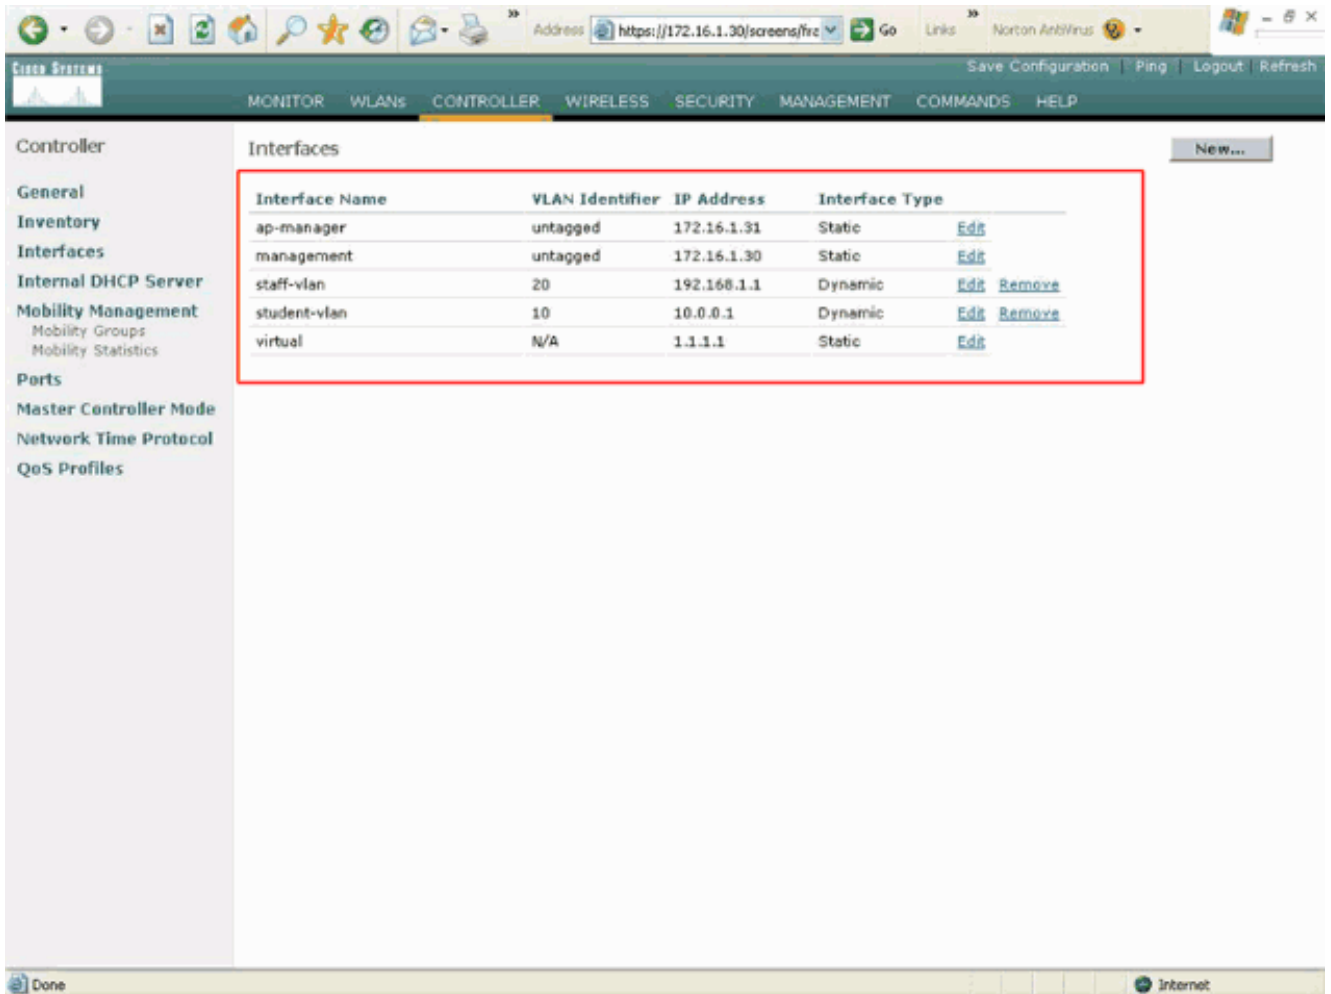 » Address https://172.16.1.30/screens/fra Go Links » Norton AntiVirus
CISCO SYSTEMS
Save Configuration | Ping | Logout | Refresh
MONITOR WLANs CONTROLLER WIRELESS SECURITY MANAGEMENT COMMANDS HELP
Controller
General
Inventory
Interfaces
Internal DHCP Server
Mobility Management
Mobility Groups
Mobility Statistics
Ports
Master Controller Mode
Network Time Protocol
QoS Profiles
Interfaces
New...
Interface Name VLAN Identifier IP Address Interface Type
ap-manager untagged 172.16.1.31 Static Edit
management untagged 172.16.1.30 Static Edit
staff-vlan 20 192.168.1.1 Dynamic Edit Remove
student-vlan 10 10.0.0.1 Dynamic Edit Remove
virtual N/A 1.1.1.1 Static Edit
Done
Internet